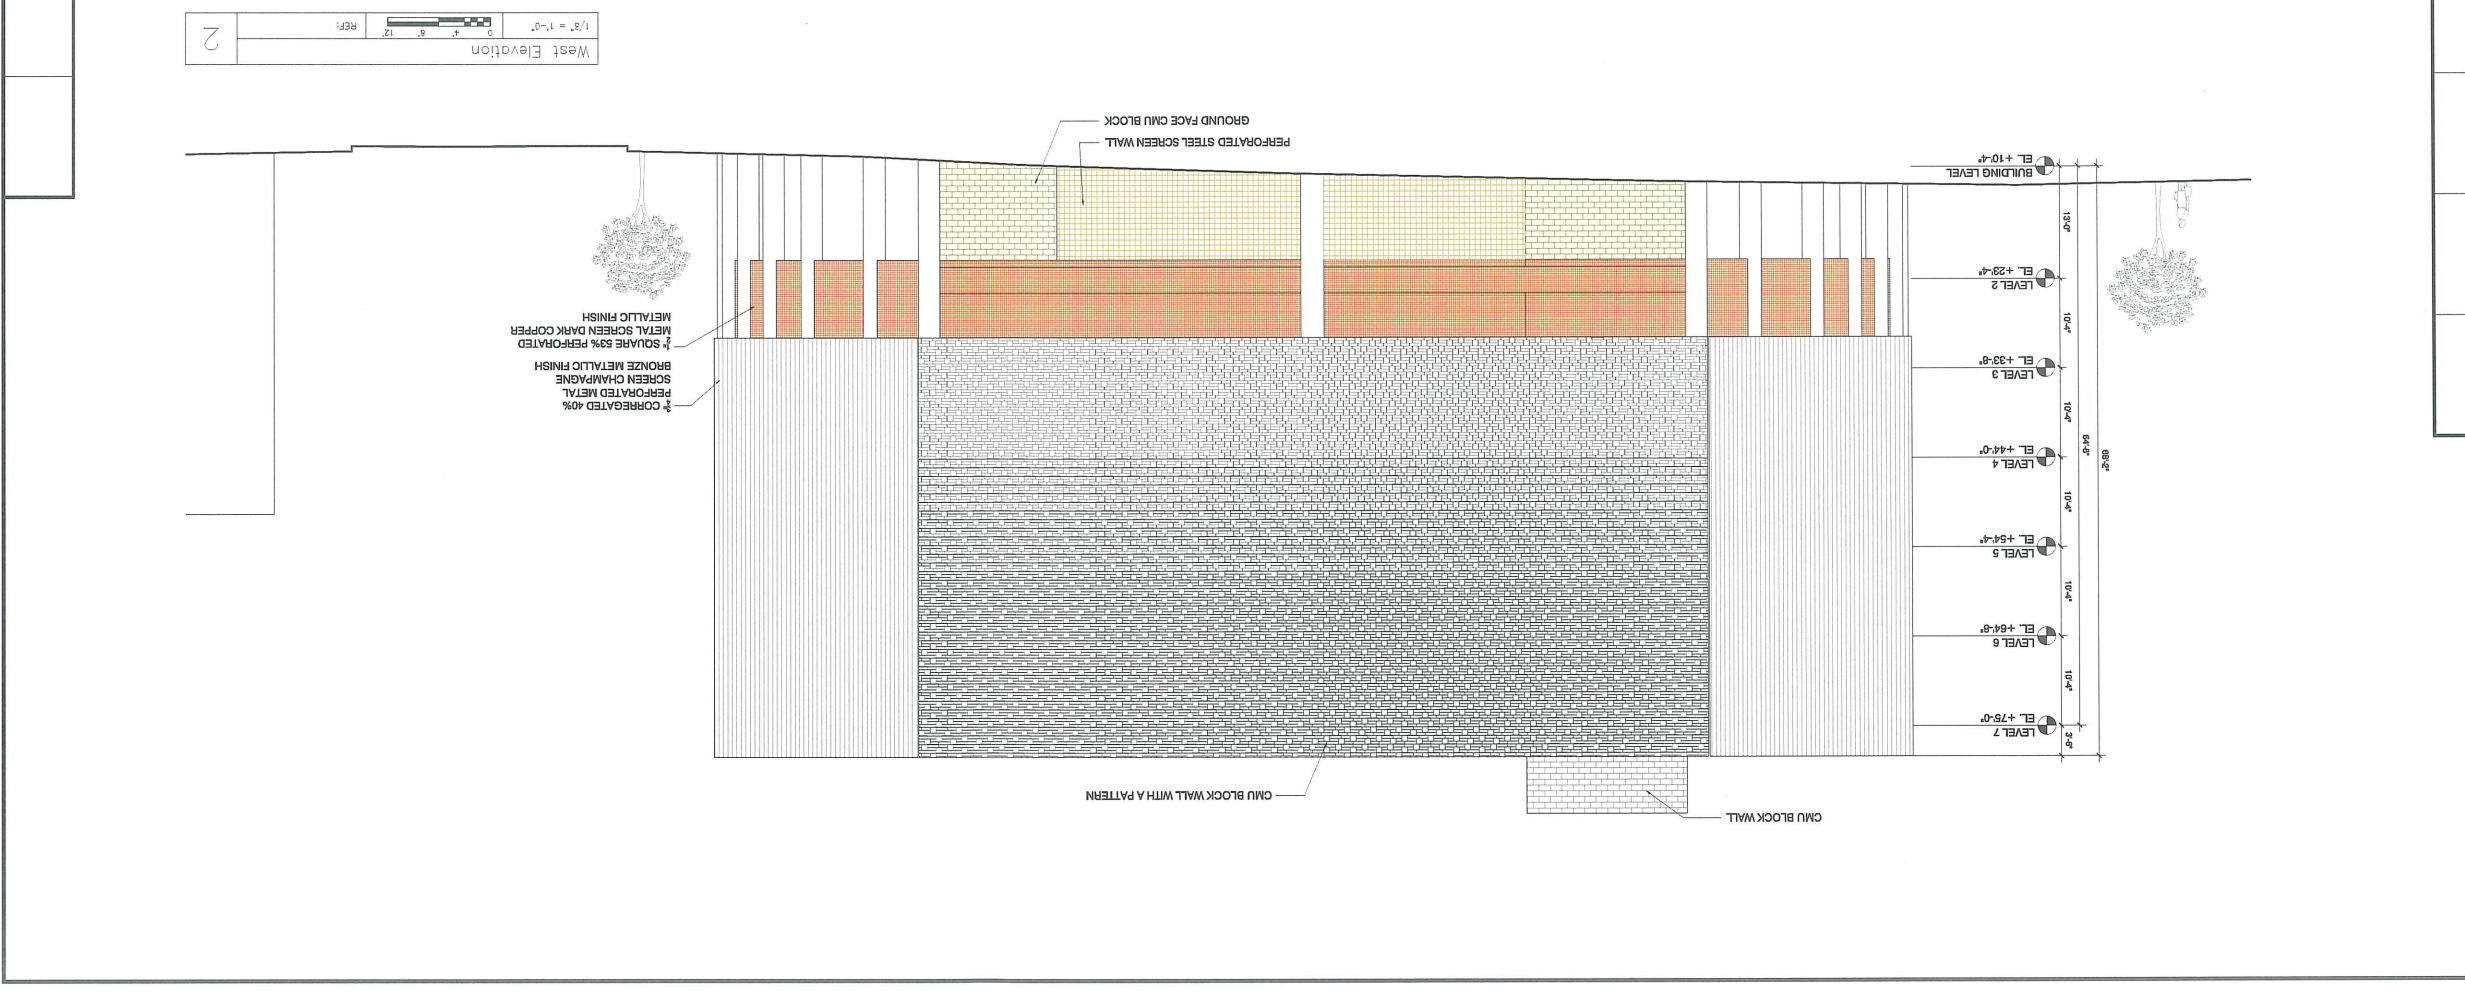 CMU BLOCK WALL
CMU BLOCK WALL WITH A PATTERN
3'-6"
LEVEL 7
EL. + 75'-0"
10'-4"
LEVEL 6
EL. +64'-8"
10'-4"
LEVEL 5
EL. +54'-4"
10'-4"
68'-2"
64'-8"
LEVEL 4
EL. +44'-0"
10'-4"
LEVEL 3
EL. +33'-8"
10'-4"
LEVEL 2
EL. +23'-4"
13'-0"
BUILDING LEVEL
EL. +10'-4"
CORREGATED 40%
PERFORATED METAL
SCREEN CHAMPAGNE
BRONZE METALLIC FINISH
SQUARE 53% PERFORATED
METAL SCREEN DARK COPPER
METALLIC FINISH
PERFORATED STEEL SCREEN WALL
GROUND FACE CMU BLOCK
West Elevation
1/8" = 1'-0"
0 4' 8' 12'
REF:
2